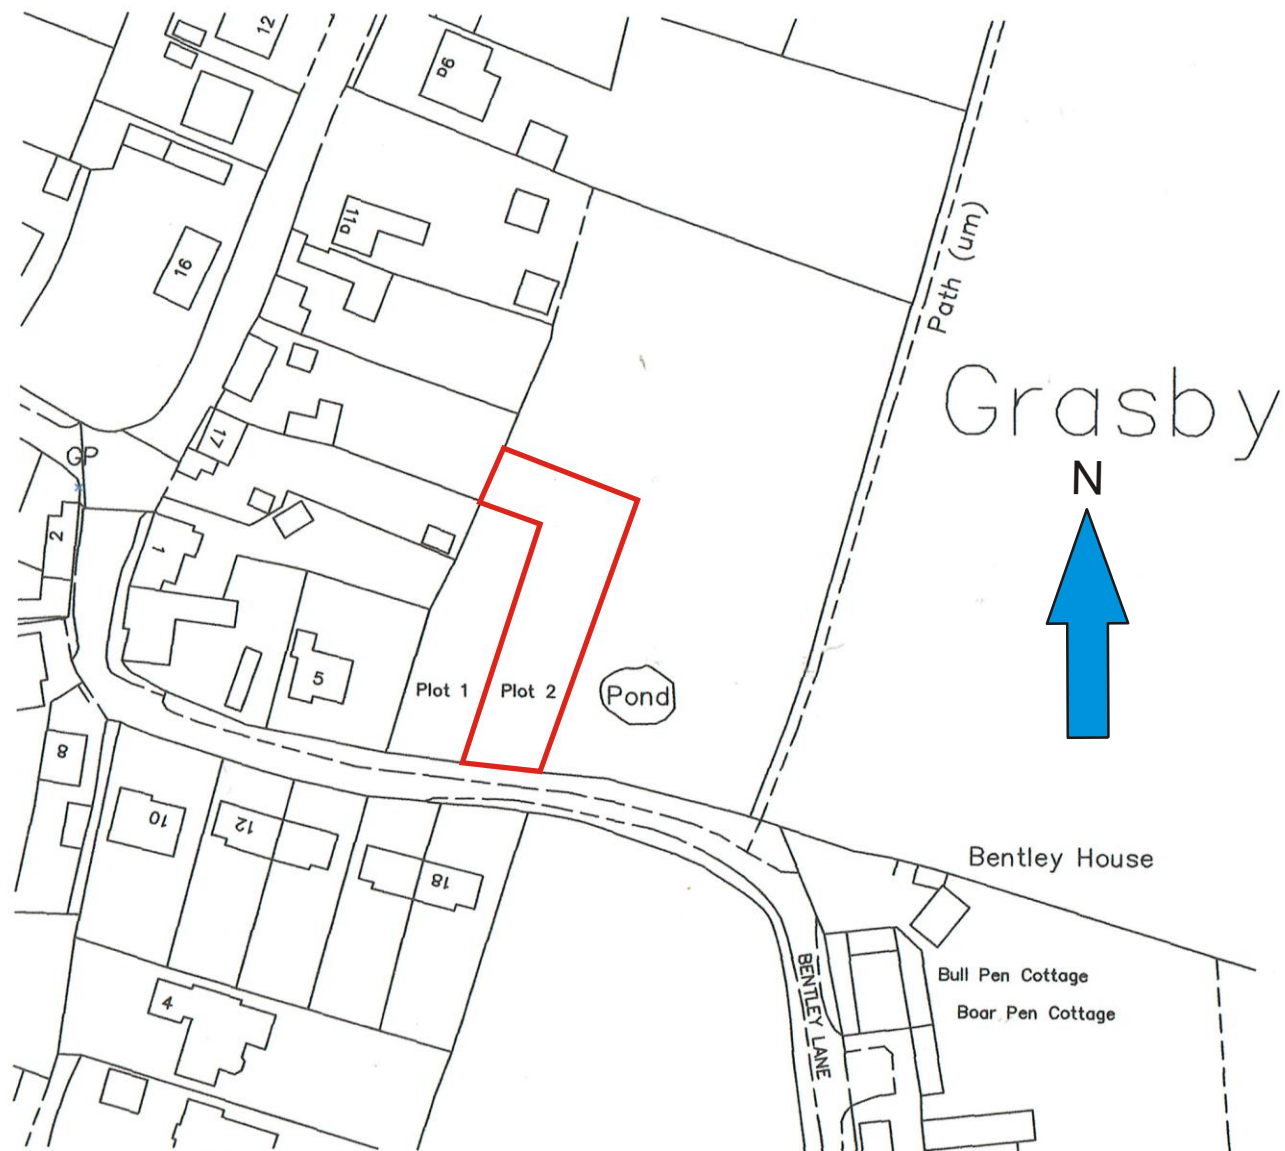 12
9a
11a
16
Path (um)
Grasby
17
GP
N
2
1
5
Plot 1
Plot 2
Pond
8
10
12
18
Bentley House
4
BENTLEY LANE
Bull Pen Cottage
Boar Pen Cottage